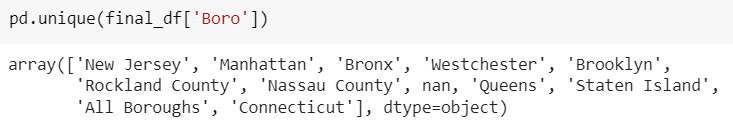 pd.unique(final_df['Boro'])
array(['New Jersey', 'Manhattan', 'Bronx', 'Westchester', 'Brooklyn',
'Rockland County', 'Nassau County', nan, 'Queens', 'Staten Island',
'All Boroughs', 'Connecticut'], dtype=object)